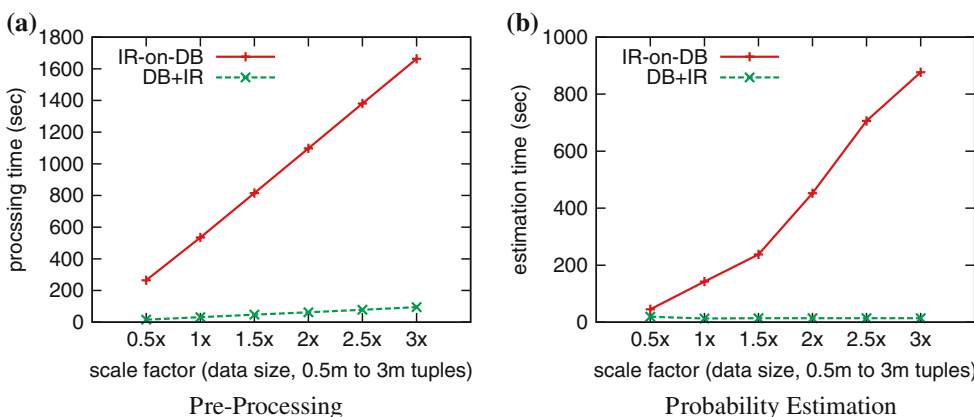 (a)
1800
1600
1400
1200
1000
800
600
400
200
0
procssing time (sec)
IR-on-DB
DB+IR
0.5x 1x 1.5x 2x 2.5x 3x
scale factor (data size, 0.5m to 3m tuples)
Pre-Processing
(b)
1000
800
600
400
200
0
estimation time (sec)
IR-on-DB
DB+IR
0.5x 1x 1.5x 2x 2.5x 3x
scale factor (data size, 0.5m to 3m tuples)
Probability Estimation